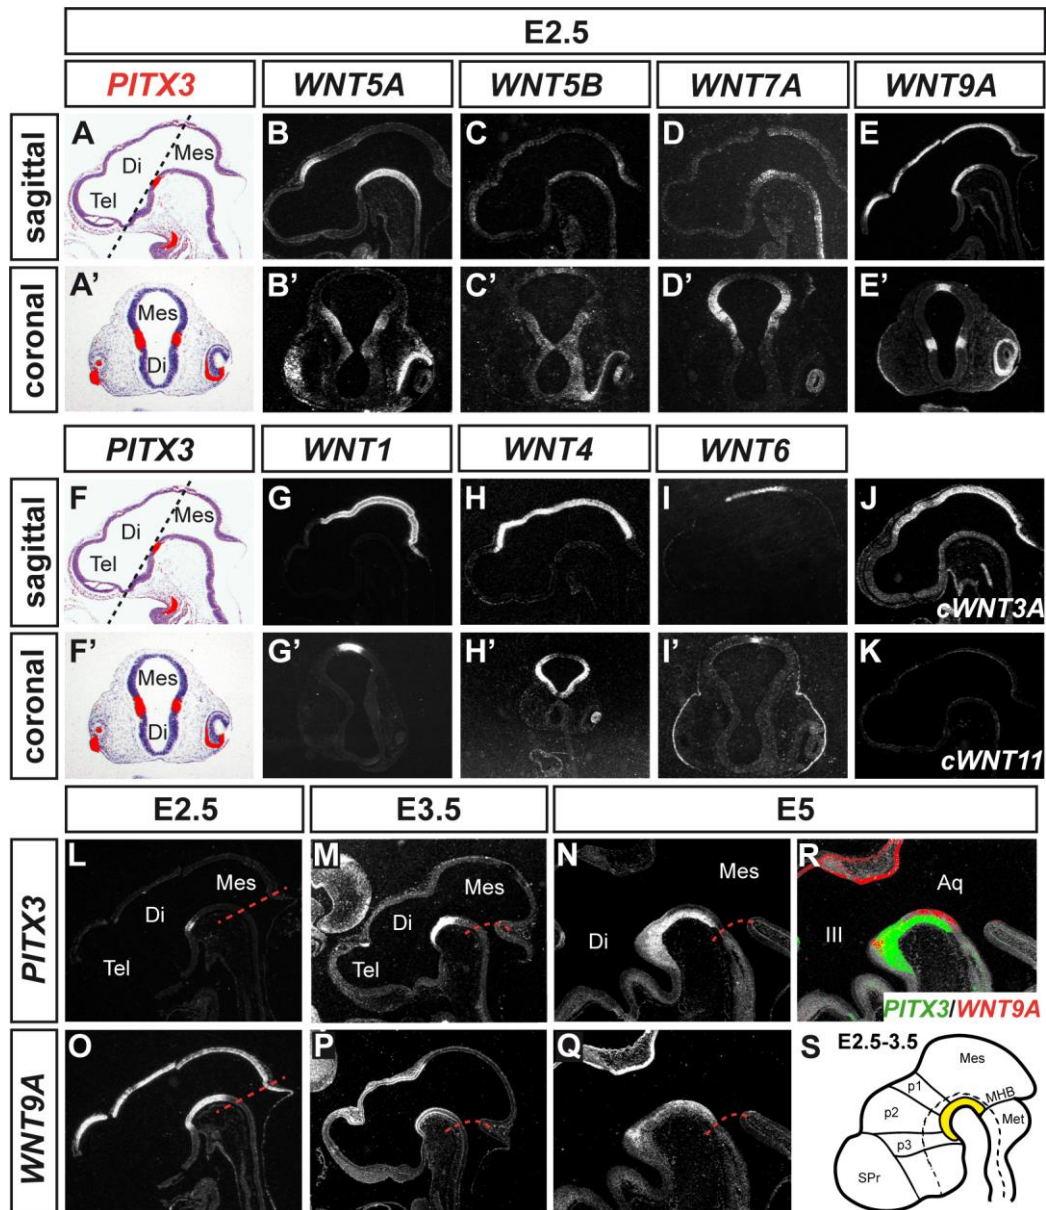 E2.5
PITX3 WNT5A WNT5B WNT7A WNT9A
sagittal
A Di Mes Tel B C D E
coronal
A' Mes Di B' C' D' E'
PITX3 WNT1 WNT4 WNT6
sagittal
F Di Mes Tel G H I J cWNT3A
coronal
F' Mes Di G' H' I' K cWNT11
E2.5 E3.5 E5
PITX3
L Mes Di Tel M Mes Di Tel N Mes Di R Aq III PITX3/WNT9A
WNT9A
O P Q S E2.5-3.5
Mes
p1 MHB
p2 Met
p3
SPr